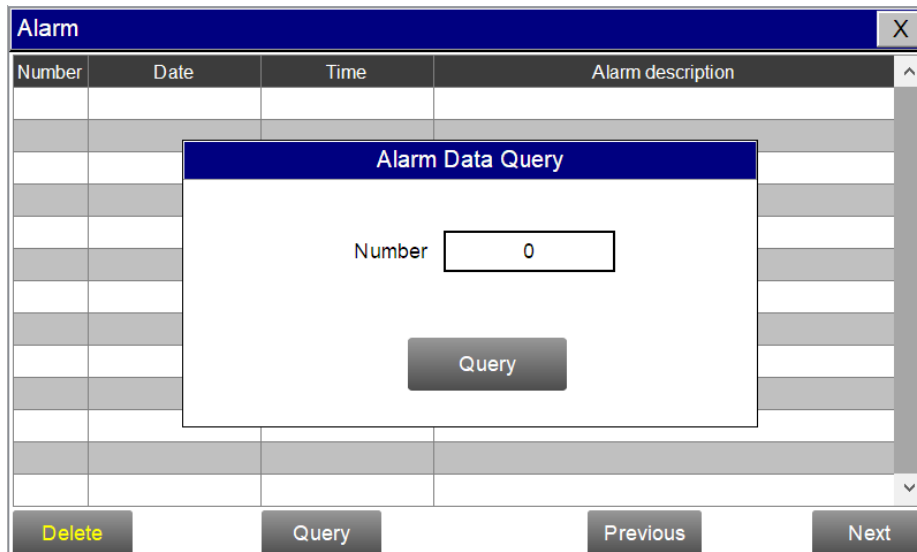 Alarm X
Number Date Time Alarm description
Alarm Data Query
Number 0
Query
Delete Query Previous Next